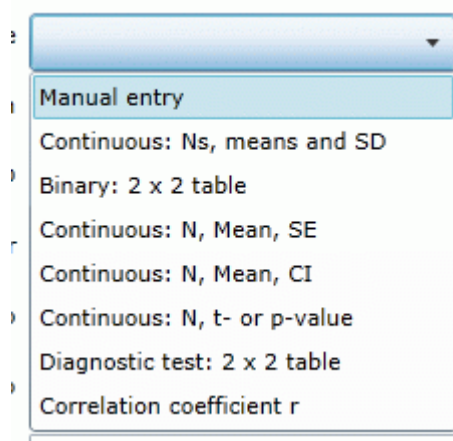 Manual entry
Continuous: Ns, means and SD
Binary: 2 x 2 table
Continuous: N, Mean, SE
Continuous: N, Mean, CI
Continuous: N, t- or p-value
Diagnostic test: 2 x 2 table
Correlation coefficient r